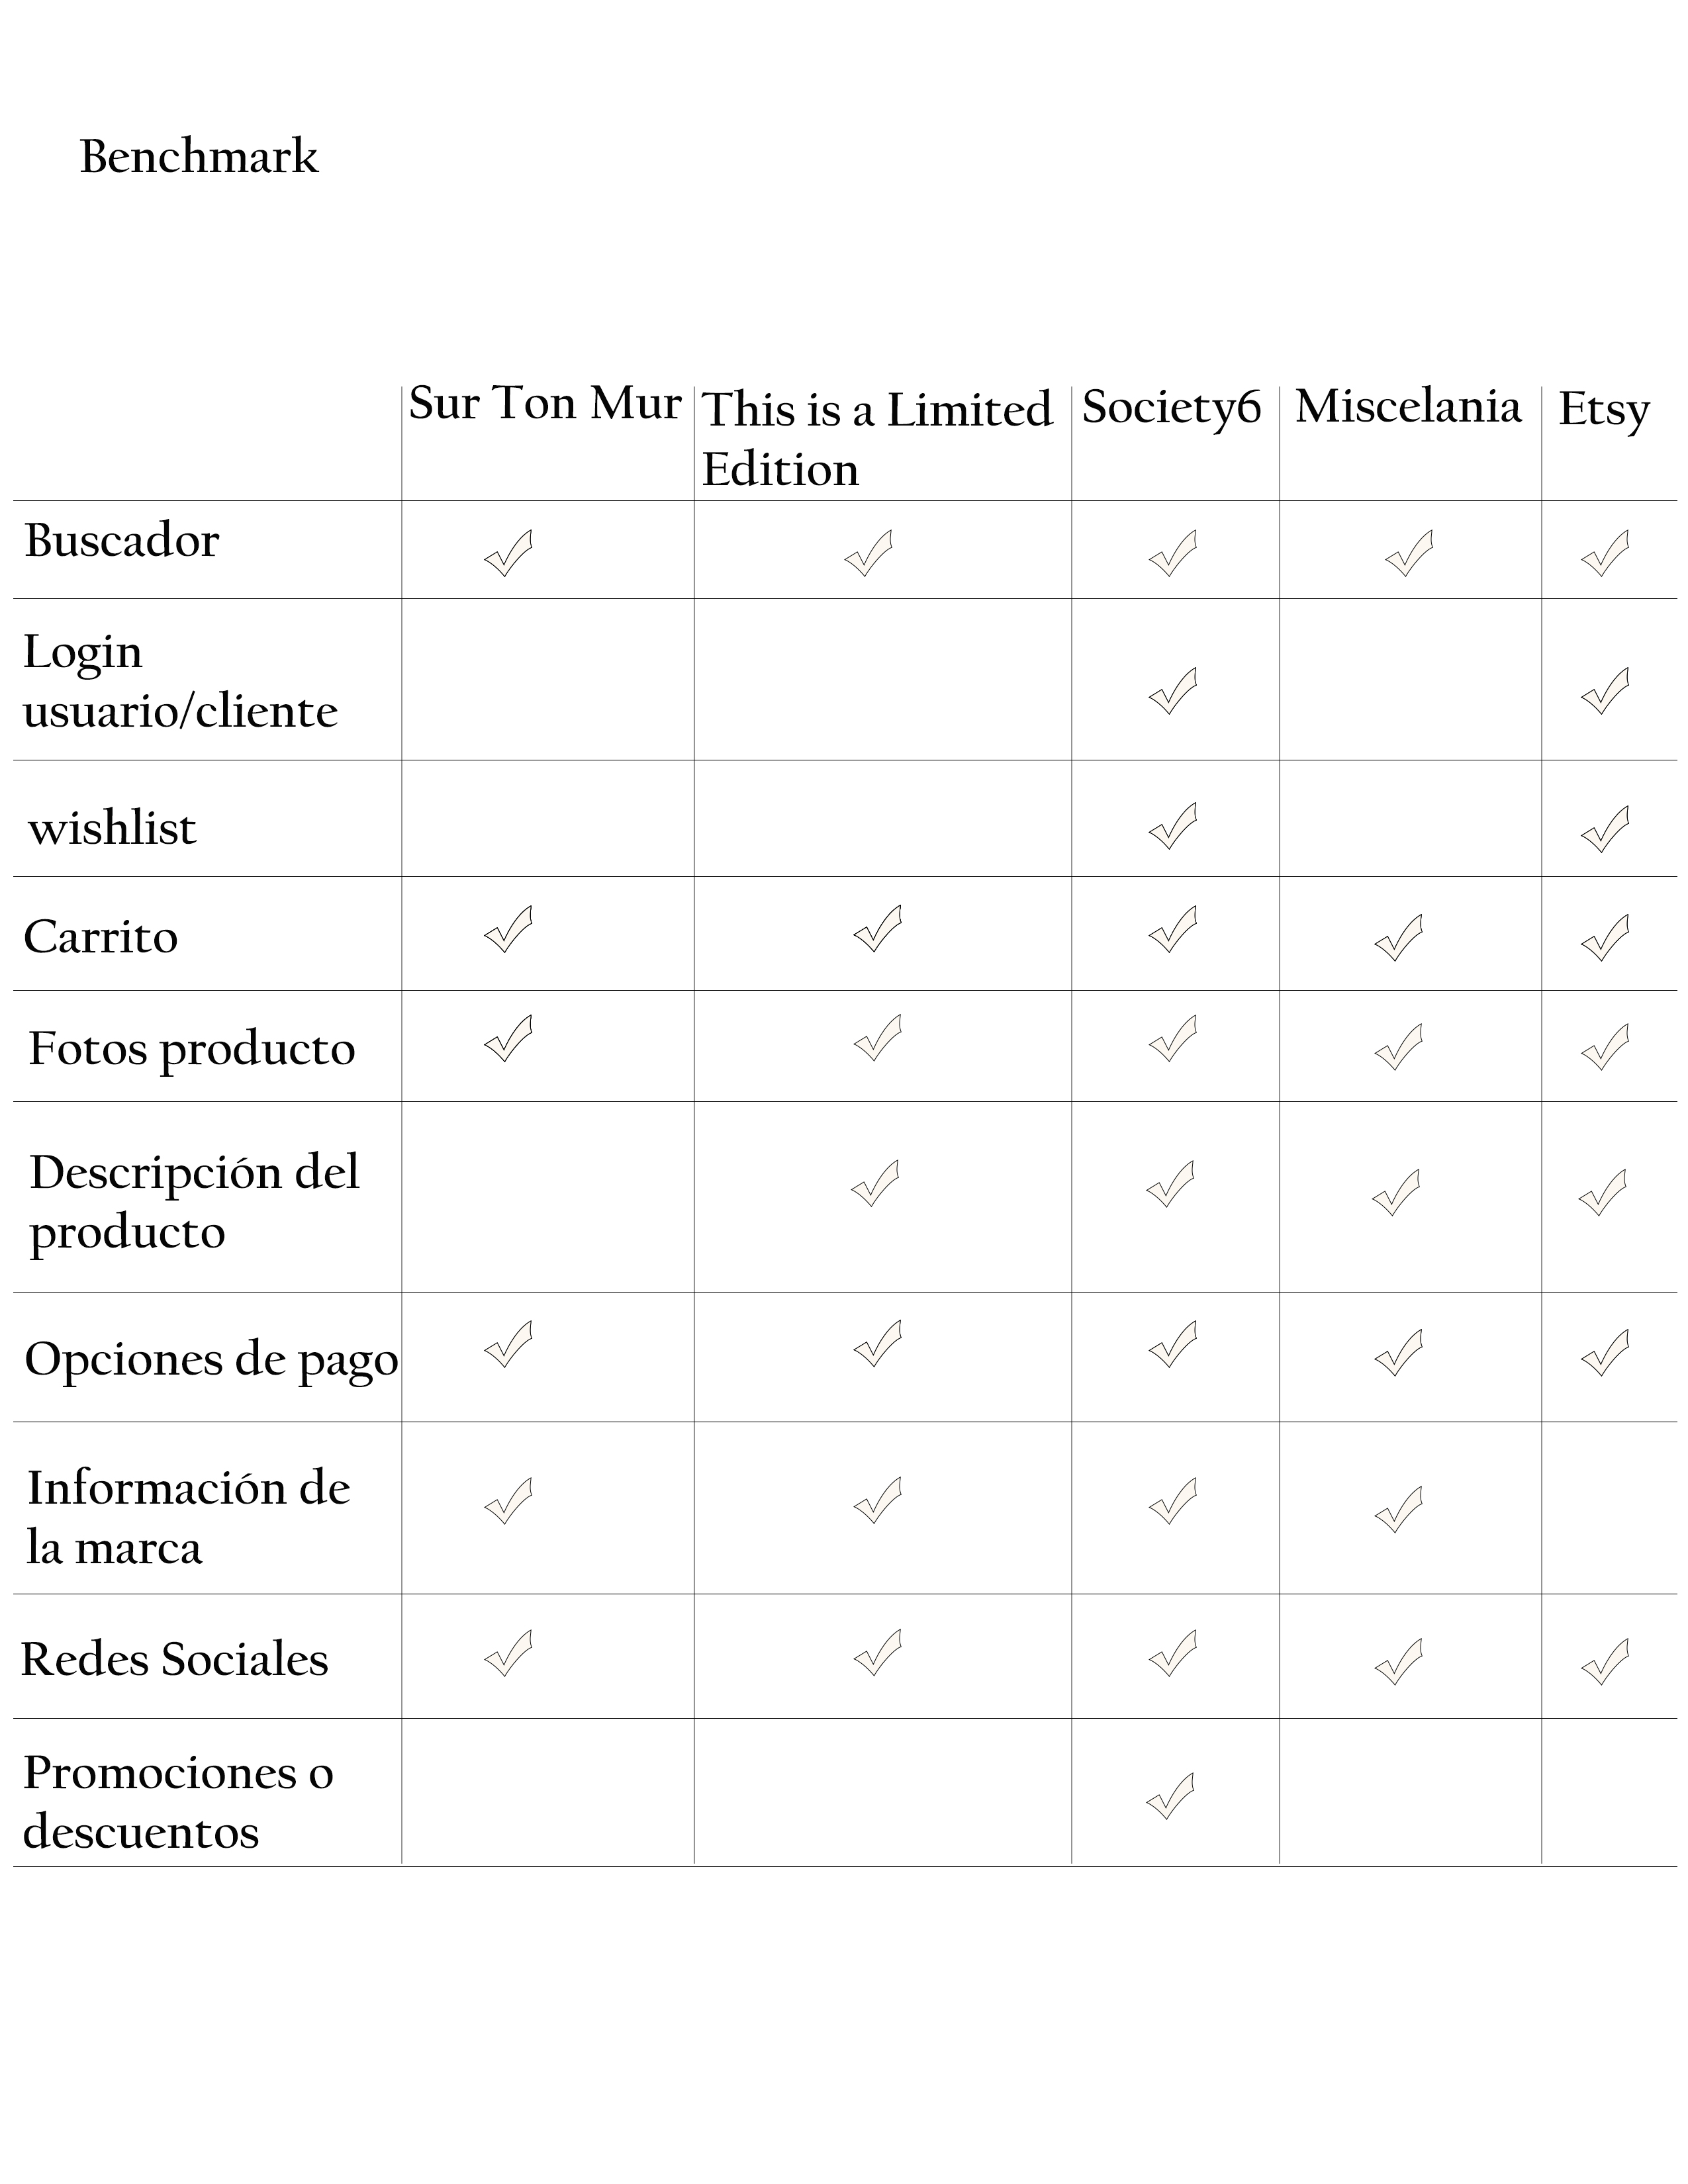 Benchmark
Sur Ton Mur
This is a Limited
Edition
Society6
Miscelania
Etsy
Buscador
Login
usuario/cliente
wishlist
Carrito
Fotos producto
Descripción del
producto
Opciones de pago
Información de
la marca
Redes Sociales
Promociones o
descuentos